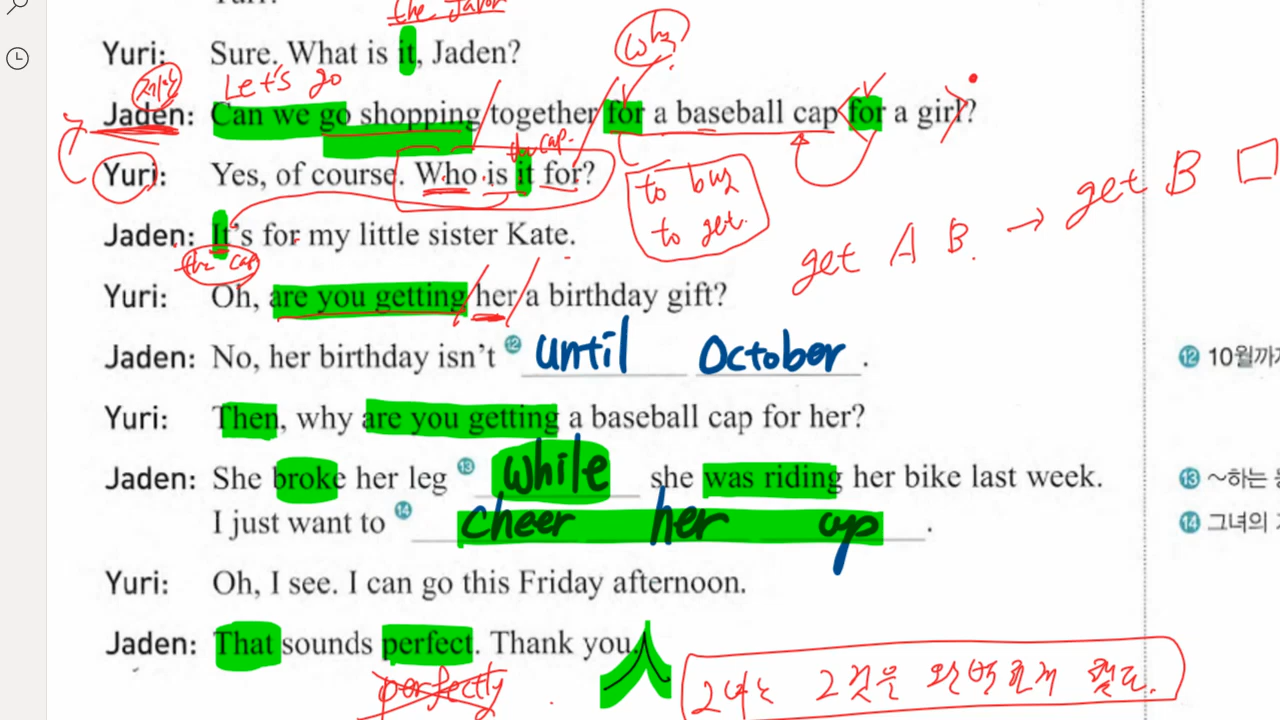 the favor
Yuri: Sure. What is it, Jaden?
why
제안
Let's go
Jaden: Can we go shopping together for a baseball cap for a girl?
the cap.
Yuri: Yes, of course. Who is it for?
to buy
to get.
get A B. → get B □
Jaden: It's for my little sister Kate.
the cap
Yuri: Oh, are you getting her a birthday gift?
Jaden: No, her birthday isn't ⑫ until October.
⑫ 10월까지
Yuri: Then, why are you getting a baseball cap for her?
Jaden: She broke her leg ⑬ while she was riding her bike last week.
⑬ ~하는 동
I just want to ⑭ cheer her up.
⑭ 그녀의
Yuri: Oh, I see. I can go this Friday afternoon.
Jaden: That sounds perfect. Thank you.
perfectly
그녀는 그것을 완벽하게 했다.